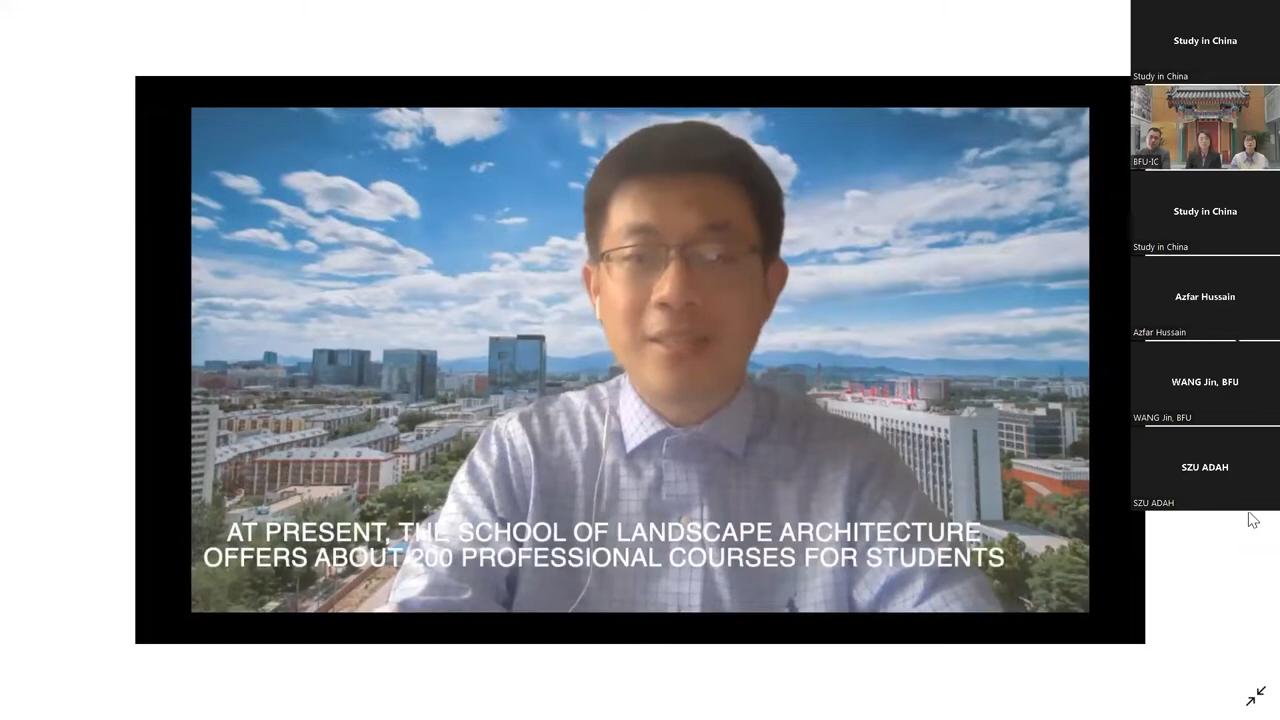 Study in China
Study in China
BFU-IC
Study in China
Study in China
Azfar Hussain
Azfar Hussain
WANG Jin, BFU
WANG Jin, BFU
SZU ADAH
SZU ADAH
AT PRESENT, THE SCHOOL OF LANDSCAPE ARCHITECTURE
OFFERS ABOUT 200 PROFESSIONAL COURSES FOR STUDENTS